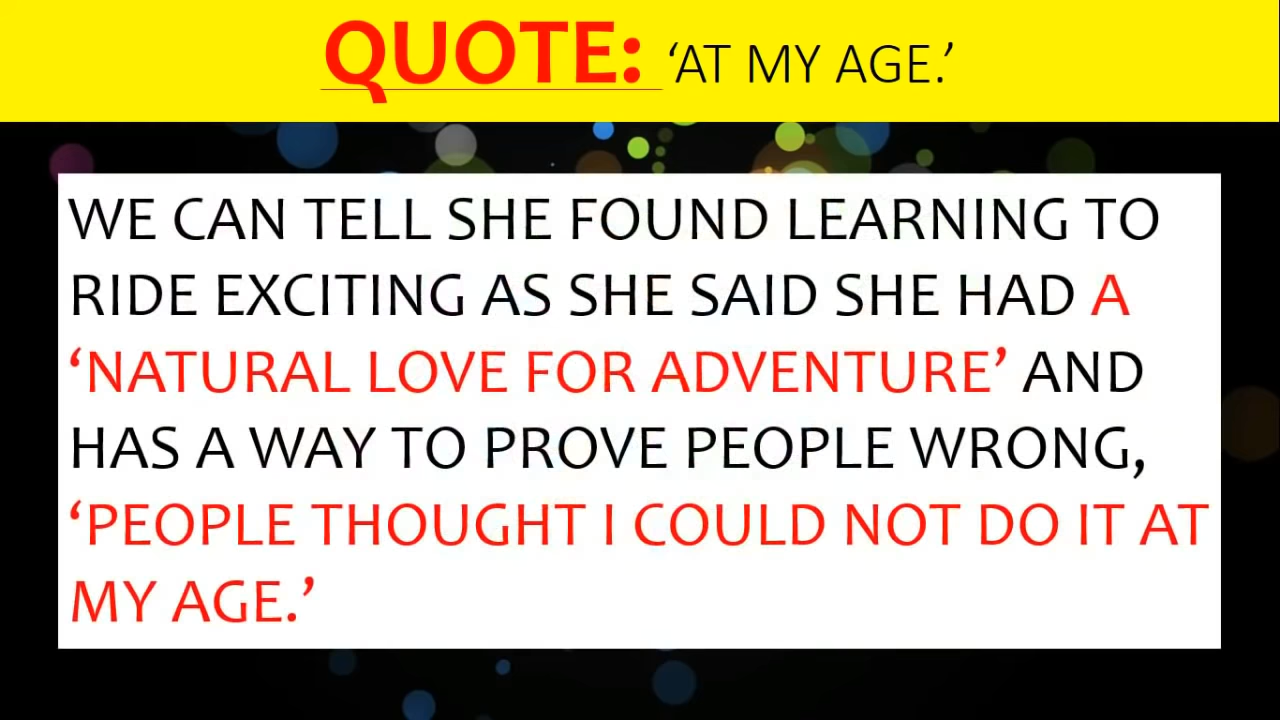 QUOTE: ‘AT MY AGE.’
WE CAN TELL SHE FOUND LEARNING TO
RIDE EXCITING AS SHE SAID SHE HAD A
‘NATURAL LOVE FOR ADVENTURE’ AND
HAS A WAY TO PROVE PEOPLE WRONG,
‘PEOPLE THOUGHT I COULD NOT DO IT AT
MY AGE.’